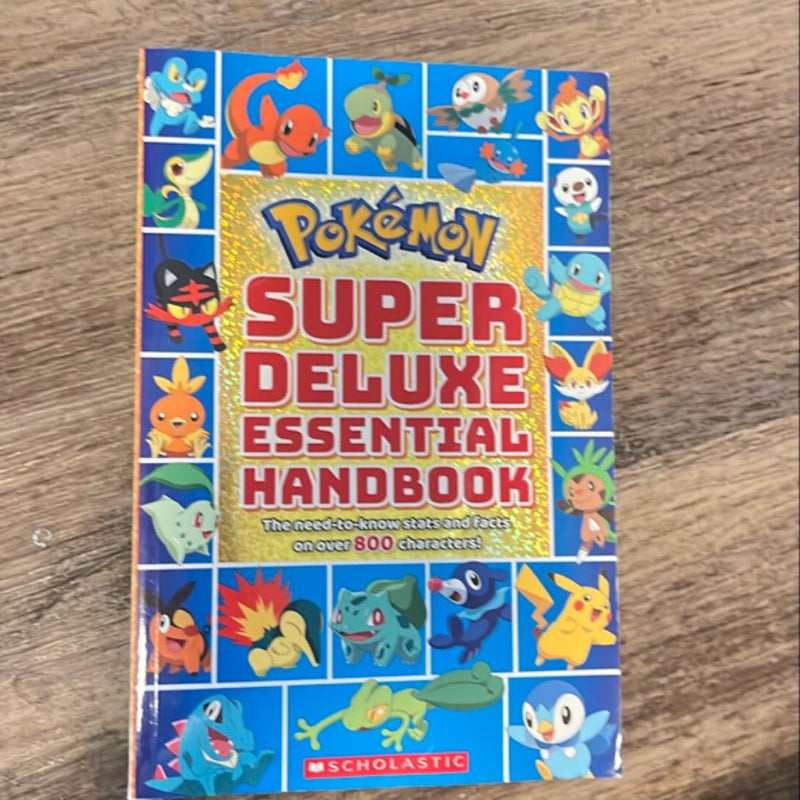 POKéMON
SUPER
DELUXE
ESSENTIAL
HANDBOOK
The need-to-know stats and facts
on over 800 characters!
SCHOLASTIC